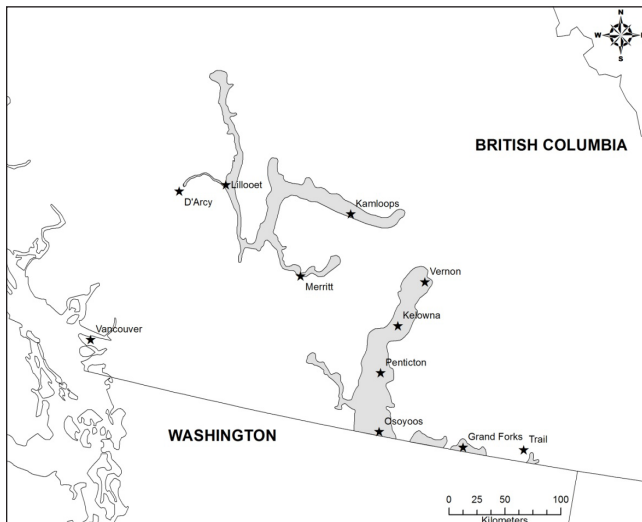 N
W E
S
BRITISH COLUMBIA
Lillooet
D'Arcy
Kamloops
Merritt
Vernon
Kelowna
Vancouver
Penticton
Osoyoos
WASHINGTON
Grand Forks
Trail
0 25 50 100
Kilometers